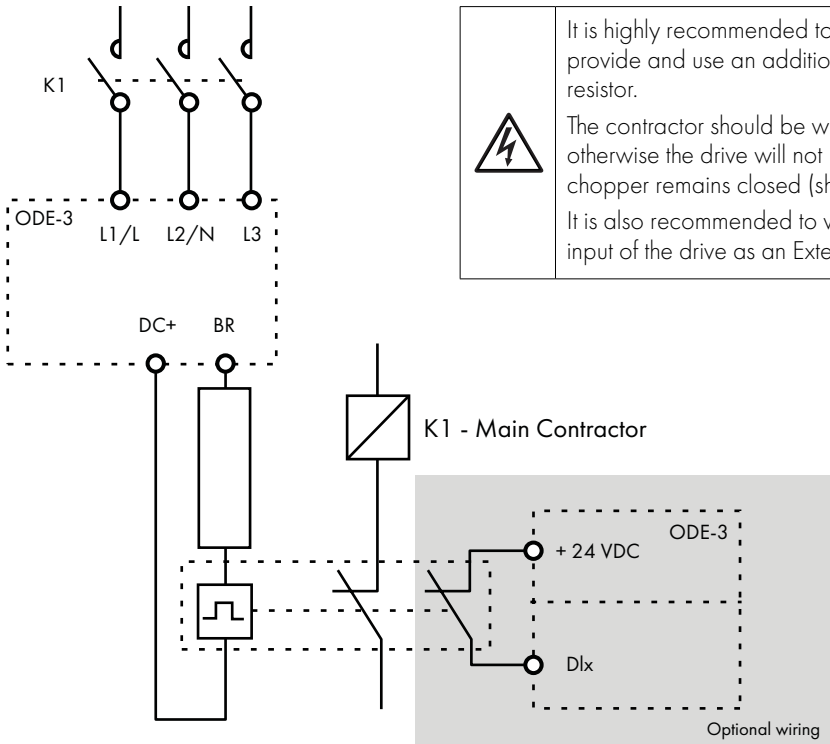 It is highly recommended to
provide and use an additio
resistor.
The contractor should be w
otherwise the drive will not
chopper remains closed (sh
It is also recommended to w
input of the drive as an Exte
K1
ODE-3
L1/L L2/N L3
DC+ BR
K1 - Main Contractor
ODE-3
+ 24 VDC
Dlx
Optional wiring